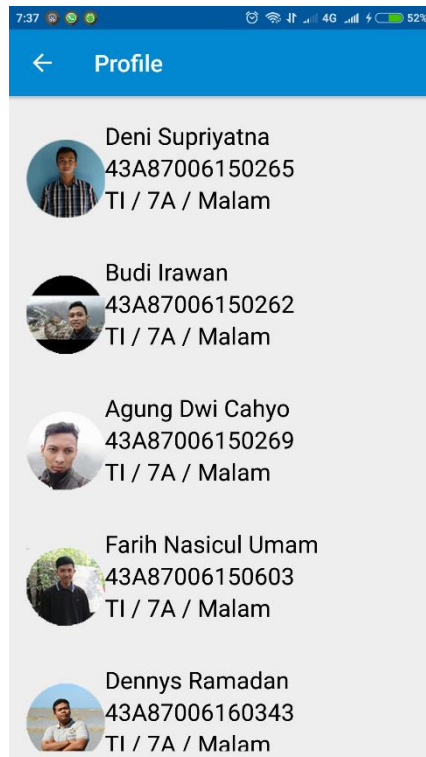 7:37 4G 52%
Profile
Deni Supriyatna
43A87006150265
TI / 7A / Malam
Budi Irawan
43A87006150262
TI / 7A / Malam
Agung Dwi Cahyo
43A87006150269
TI / 7A / Malam
Farih Nasicul Umam
43A87006150603
TI / 7A / Malam
Dennys Ramadan
43A87006160343
TI / 7A / Malam